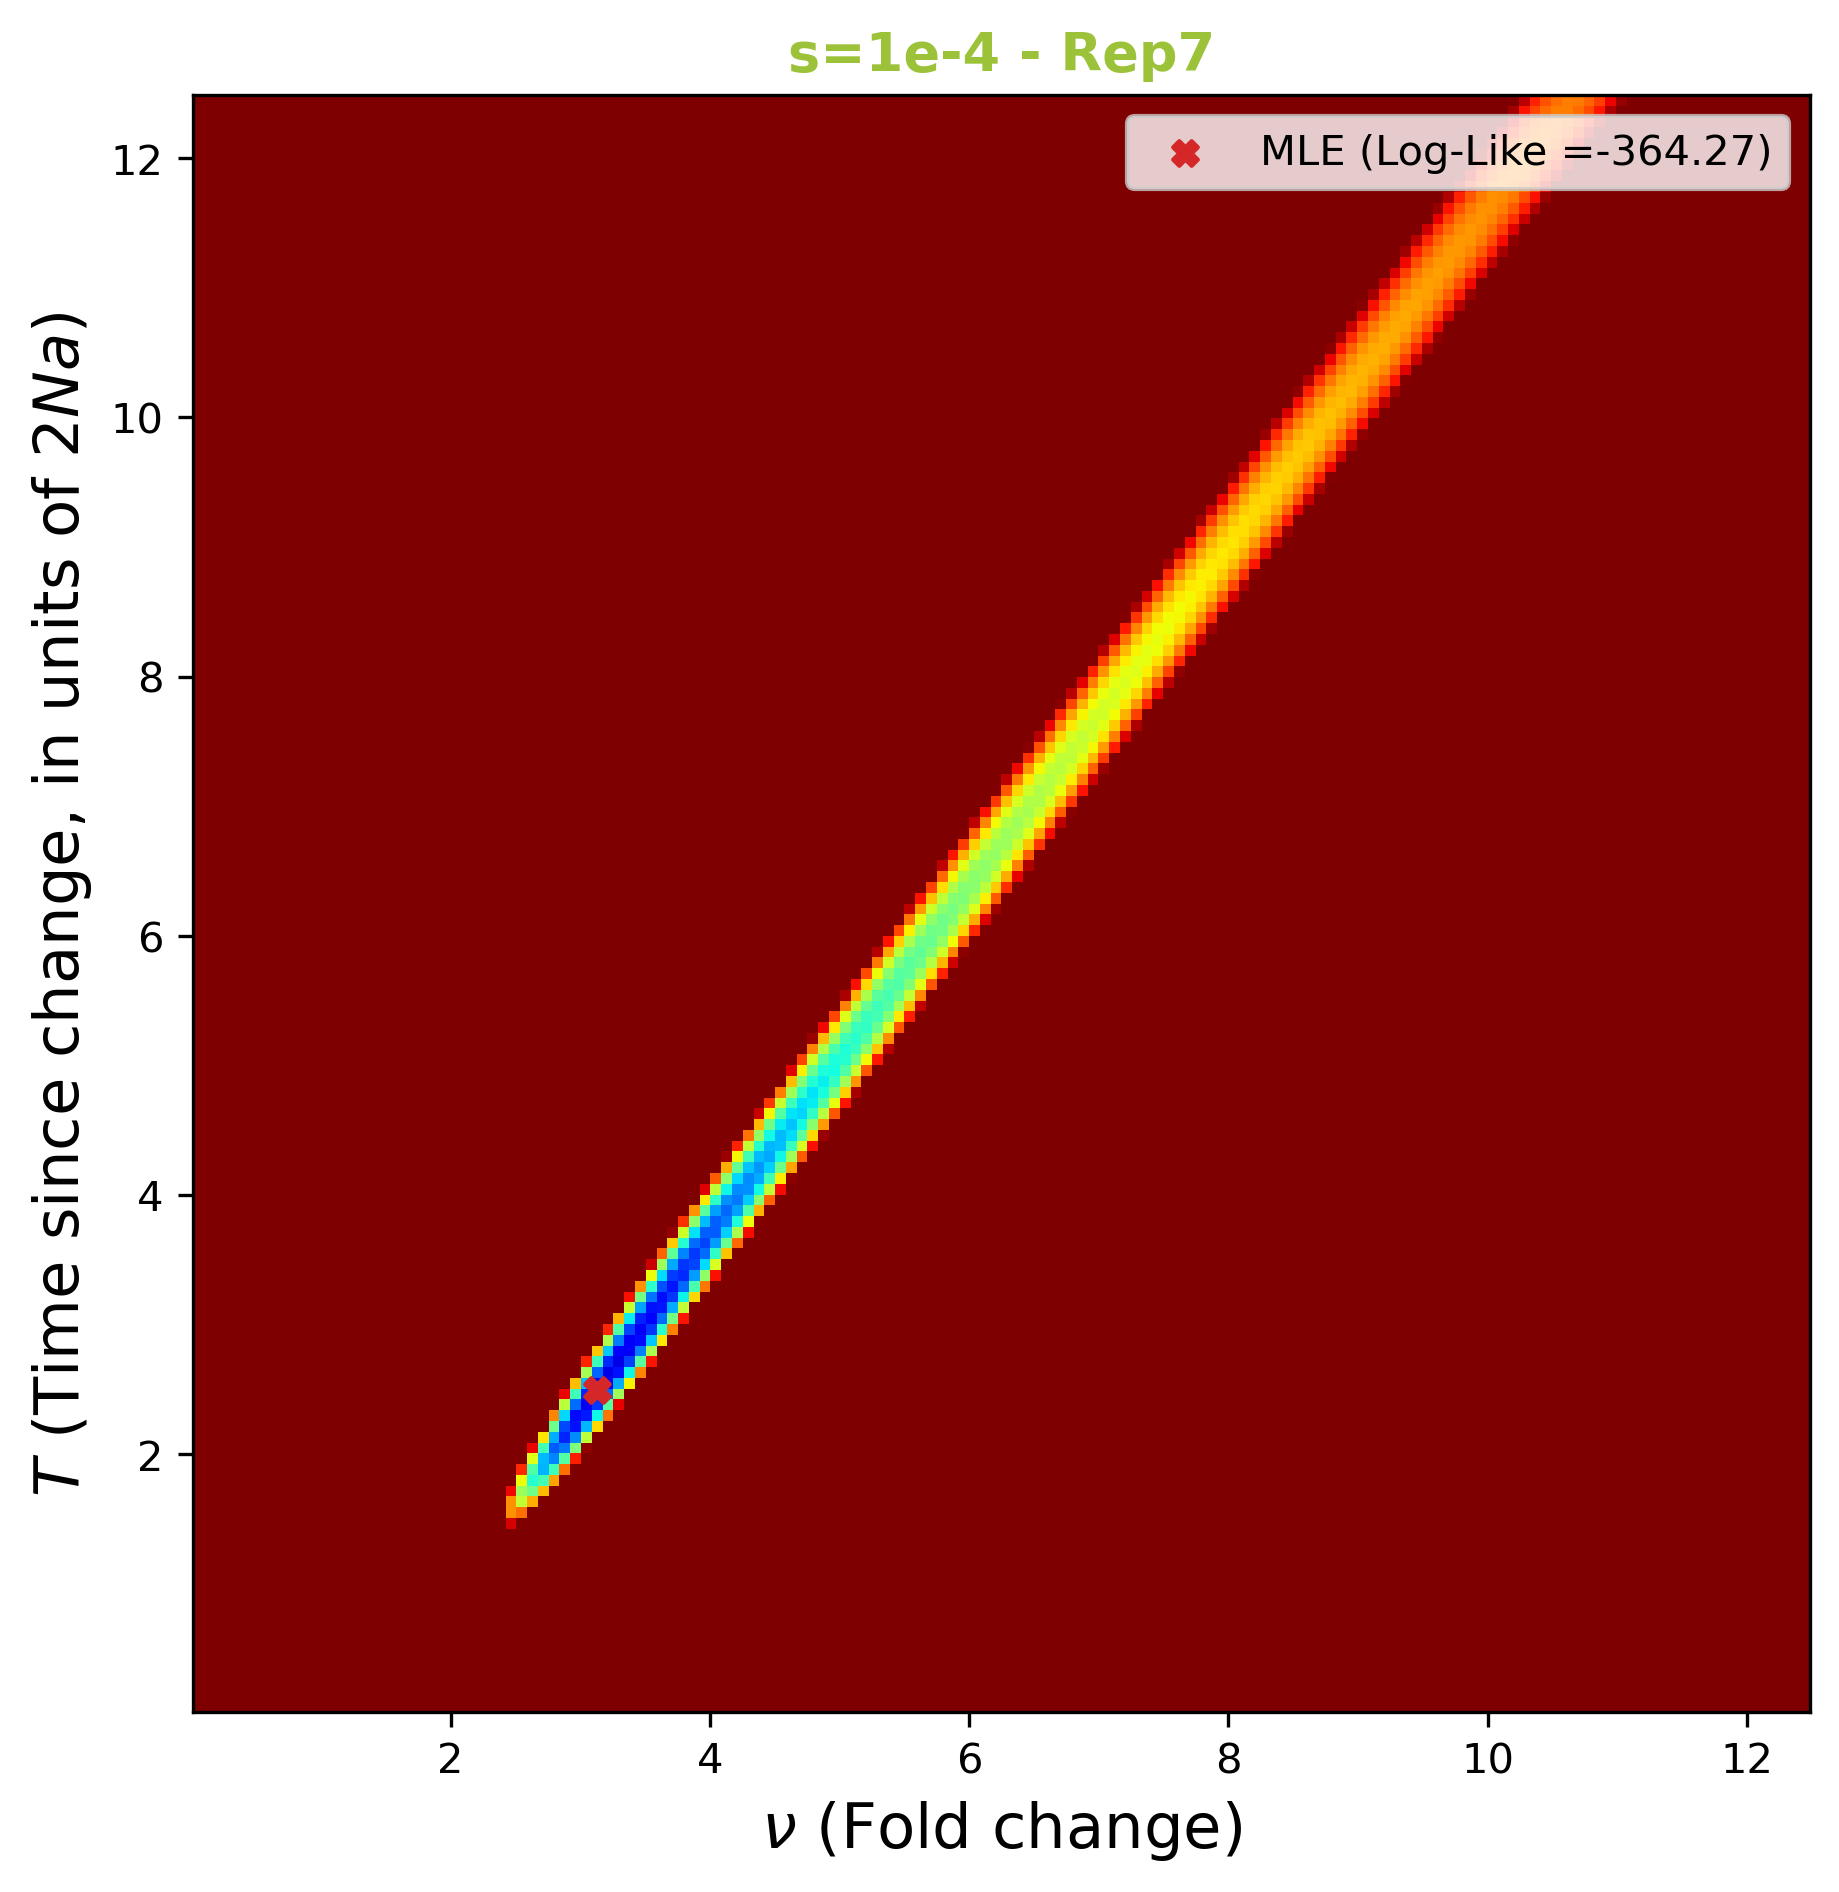 s=1e-4 - Rep7
MLE (Log-Like =-364.27)
T (Time since change, in units of 2Na)
12
10
8
6
4
2
2 4 6 8 10 12
ν (Fold change)